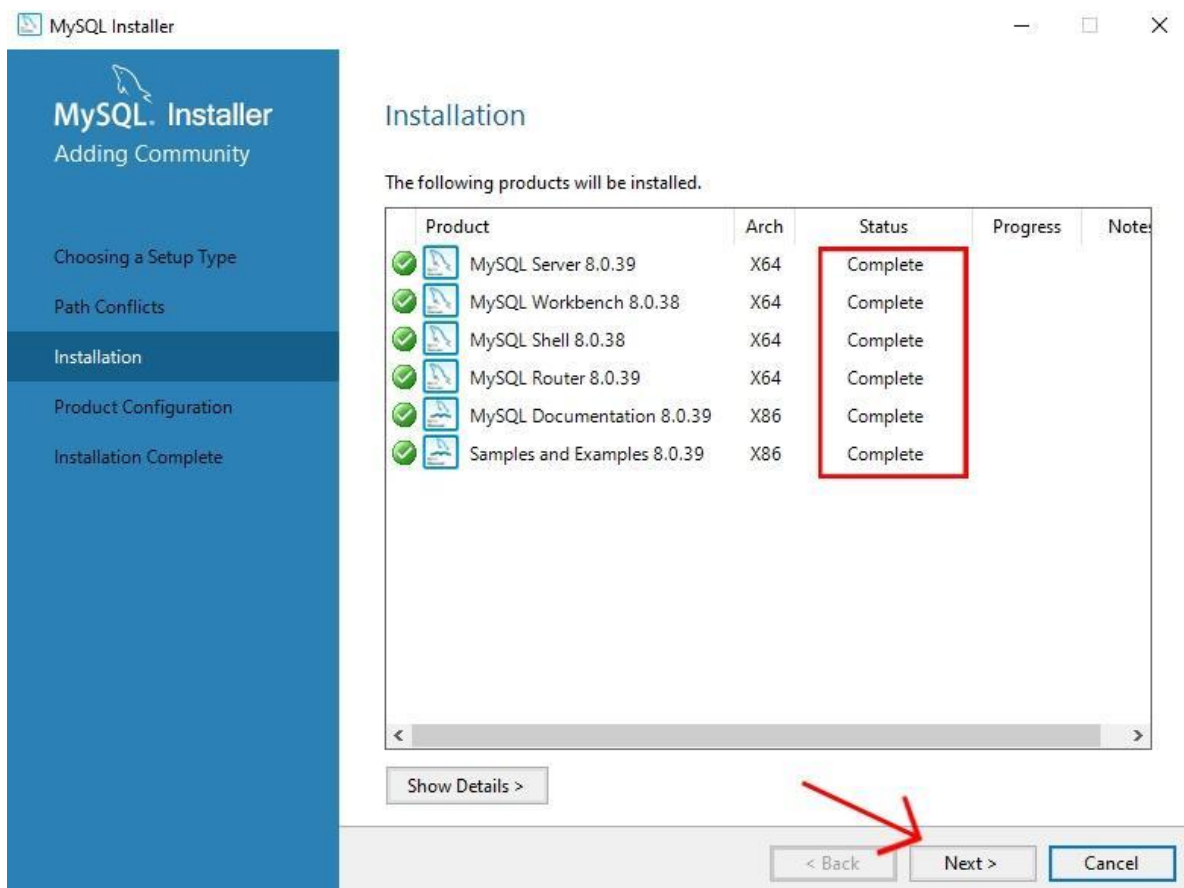 MySQL Installer
MySQL. Installer
Adding Community
Choosing a Setup Type
Path Conflicts
Installation
Product Configuration
Installation Complete
Installation
The following products will be installed.
Product Arch Status Progress Notes
MySQL Server 8.0.39 X64 Complete
MySQL Workbench 8.0.38 X64 Complete
MySQL Shell 8.0.38 X64 Complete
MySQL Router 8.0.39 X64 Complete
MySQL Documentation 8.0.39 X86 Complete
Samples and Examples 8.0.39 X86 Complete
Show Details >
< Back Next > Cancel